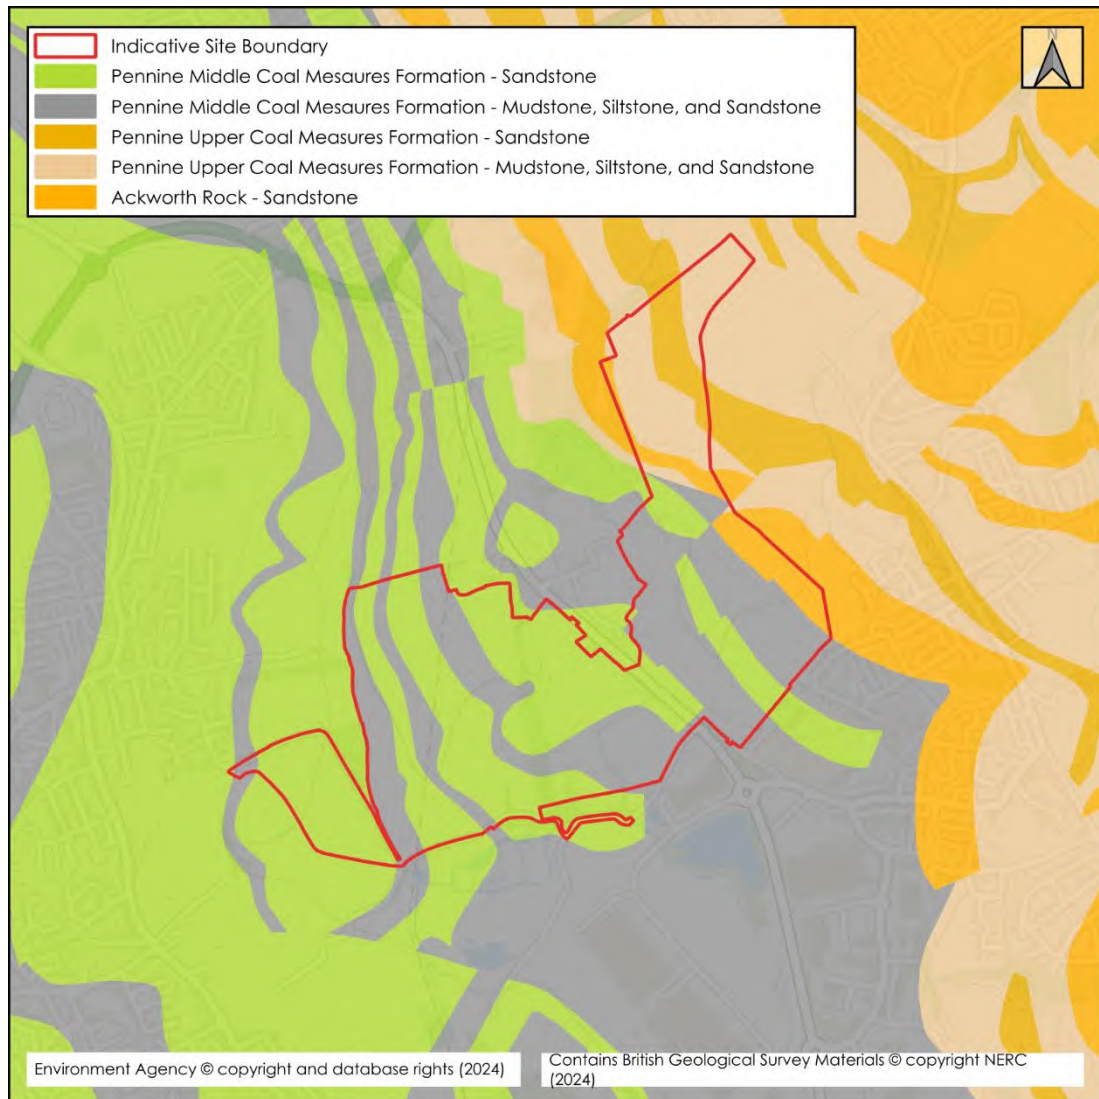 N
Indicative Site Boundary
Pennine Middle Coal Mesaures Formation - Sandstone
Pennine Middle Coal Mesaures Formation - Mudstone, Siltstone, and Sandstone
Pennine Upper Coal Measures Formation - Sandstone
Pennine Upper Coal Measures Formation - Mudstone, Siltstone, and Sandstone
Ackworth Rock - Sandstone
Environment Agency © copyright and database rights (2024)
Contains British Geological Survey Materials © copyright NERC
(2024)